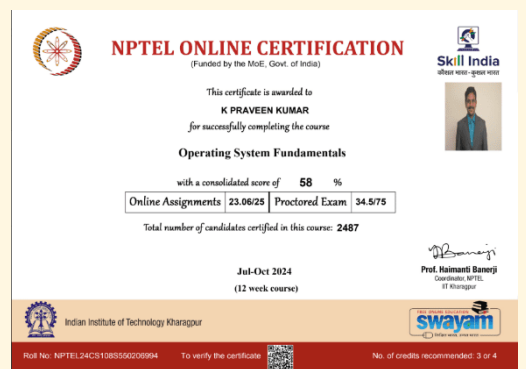 NPTEL ONLINE CERTIFICATION
(Funded by the MoE, Govt. of India)
Skill India
कौशल भारत - कुशल भारत
This certificate is awarded to
K PRAVEEN KUMAR
for successfully completing the course
Operating System Fundamentals
with a consolidated score of 58 %
Online Assignments 23.06/25 Proctored Exam 34.5/75
Total number of candidates certified in this course: 2487
Jul-Oct 2024
(12 week course)
Prof. Haimanti Banerji
Coordinator, NPTEL
IIT Kharagpur
Indian Institute of Technology Kharagpur
FREE ONLINE EDUCATION
swayam
Roll No: NPTEL24CS108S550206994 To verify the certificate No. of credits recommended: 3 or 4